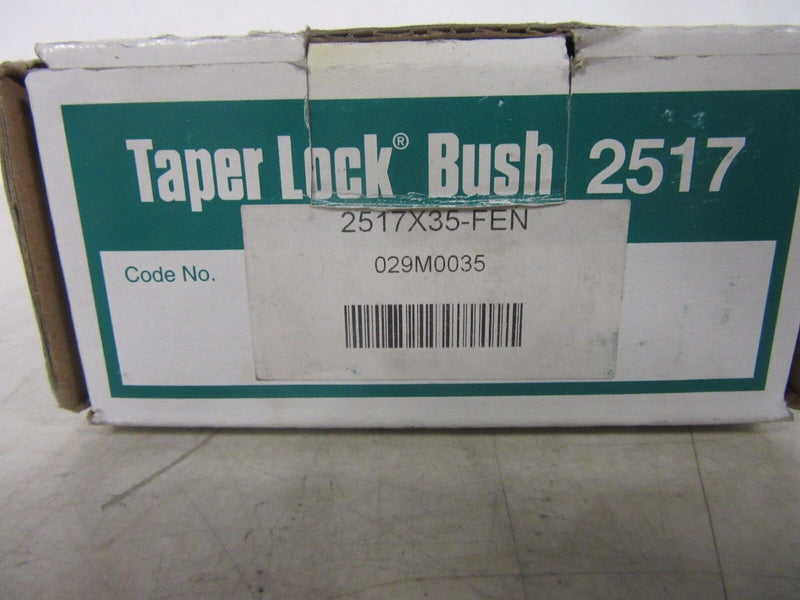 Taper Lock® Bush 2517
2517X35-FEN
Code No.
029M0035